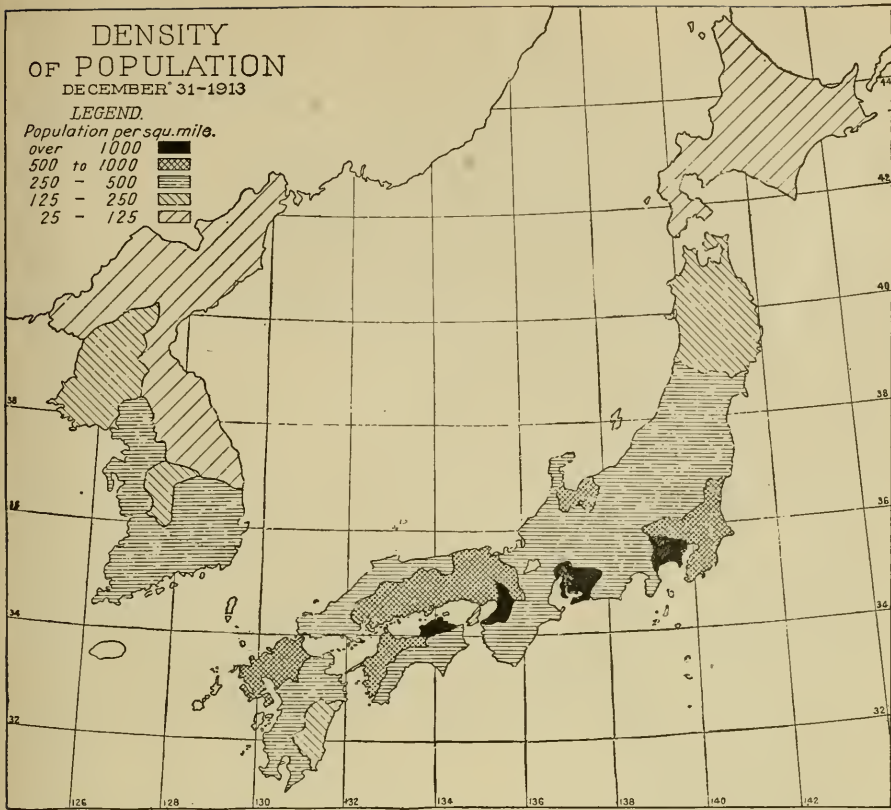 DENSITY
OF POPULATION
DECEMBER 31-1913
LEGEND.
Population per squ. mile.
over 1000
500 to 1000
250 - 500
125 - 250
25 - 125
44
42
40
38
38
36
36
34
34
32
32
126
128
130
132
134
136
138
140
142